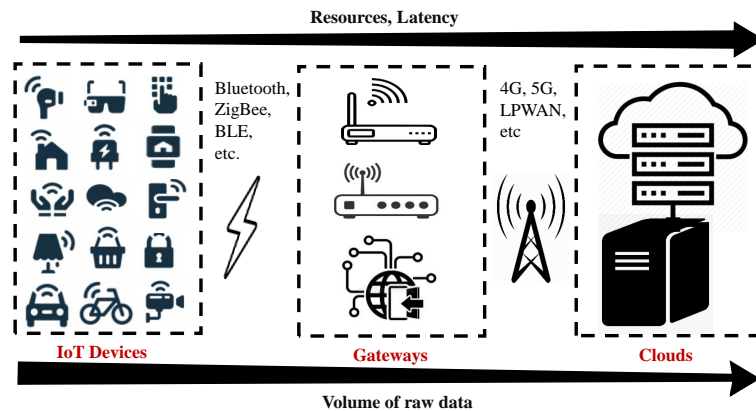 Resources, Latency
Bluetooth,
ZigBee,
BLE,
etc.
4G, 5G,
LPWAN,
etc
IoT Devices
Gateways
Clouds
Volume of raw data